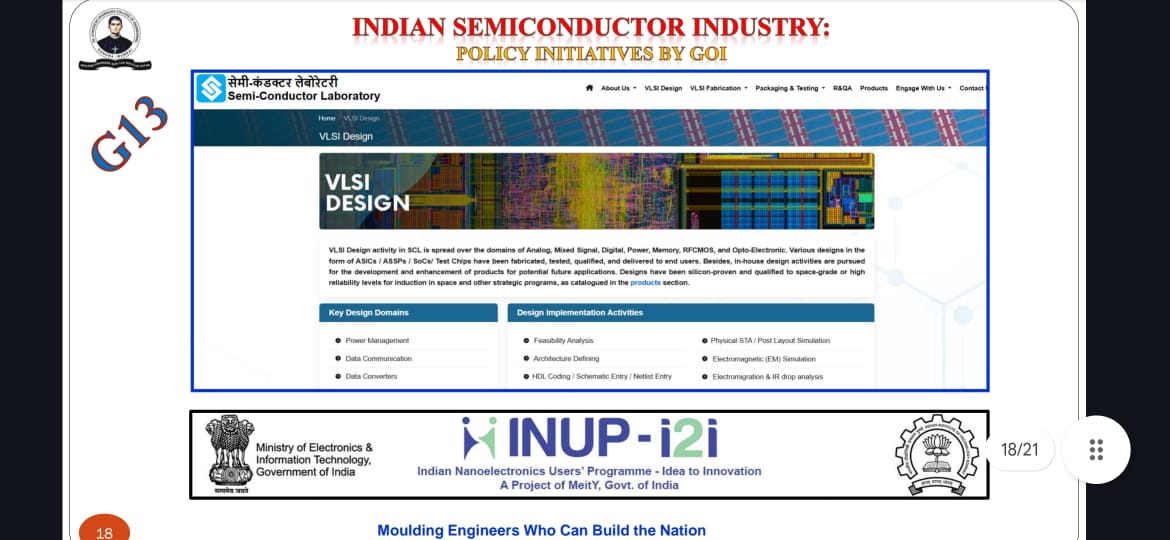 INDIAN SEMICONDUCTOR INDUSTRY:
POLICY INITIATIVES BY GOI
G13
सेमी-कंडक्टर लेबोरेटरी
Semi-Conductor Laboratory
About Us VLSI Design VLSI Fabrication Packaging & Testing R&QA Products Engage With Us Contact
Home / VLSI Design
VLSI Design
VLSI
DESIGN
VLSI Design activity in SCL is spread over the domains of Analog, Mixed Signal, Digital, Power, Memory, RFCMOS, and Opto-Electronic. Various designs in the
form of ASICs / ASSPs / SoCs/ Test Chips have been fabricated, tested, qualified, and delivered to end users. Besides, in-house design activities are pursued
for the development and enhancement of products for potential future applications. Designs have been silicon-proven and qualified to space-grade or high
reliability levels for induction in space and other strategic programs, as catalogued in the products section.
Key Design Domains
Power Management
Data Communication
Data Converters
Design Implementation Activities
Feasibility Analysis
Architecture Defining
HDL Coding / Schematic Entry / Netlist Entry
Physical STA / Post Layout Simulation
Electromagnetic (EM) Simulation
Electromigration & IR drop analysis
सत्यमेव जयते
Ministry of Electronics &
Information Technology,
Government of India
INUP-i2i
Indian Nanoelectronics Users' Programme - Idea to Innovation
A Project of MeitY, Govt. of India
18/21
18
Moulding Engineers Who Can Build the Nation